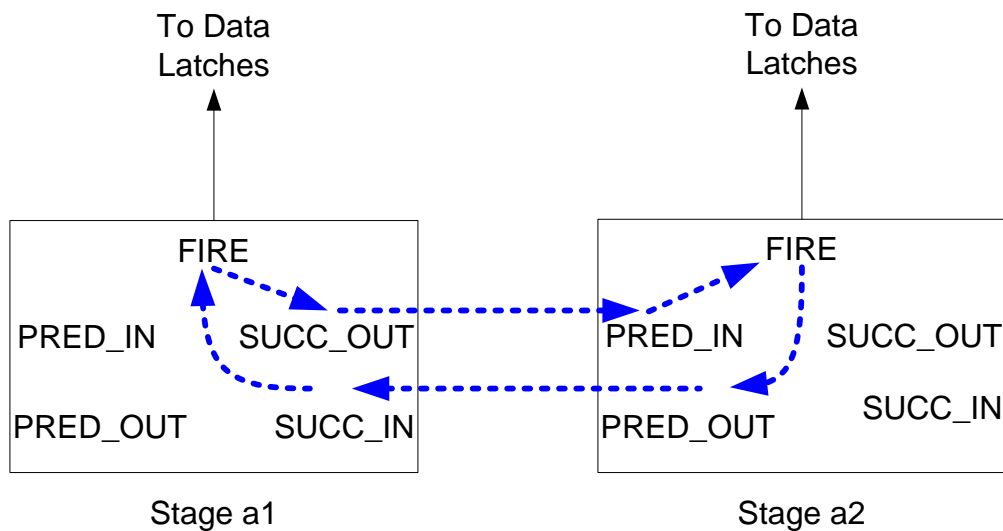 To Data
Latches
To Data
Latches
FIRE
PRED_IN
SUCC_OUT
PRED_OUT
SUCC_IN
Stage a1
FIRE
PRED_IN
SUCC_OUT
PRED_OUT
SUCC_IN
Stage a2